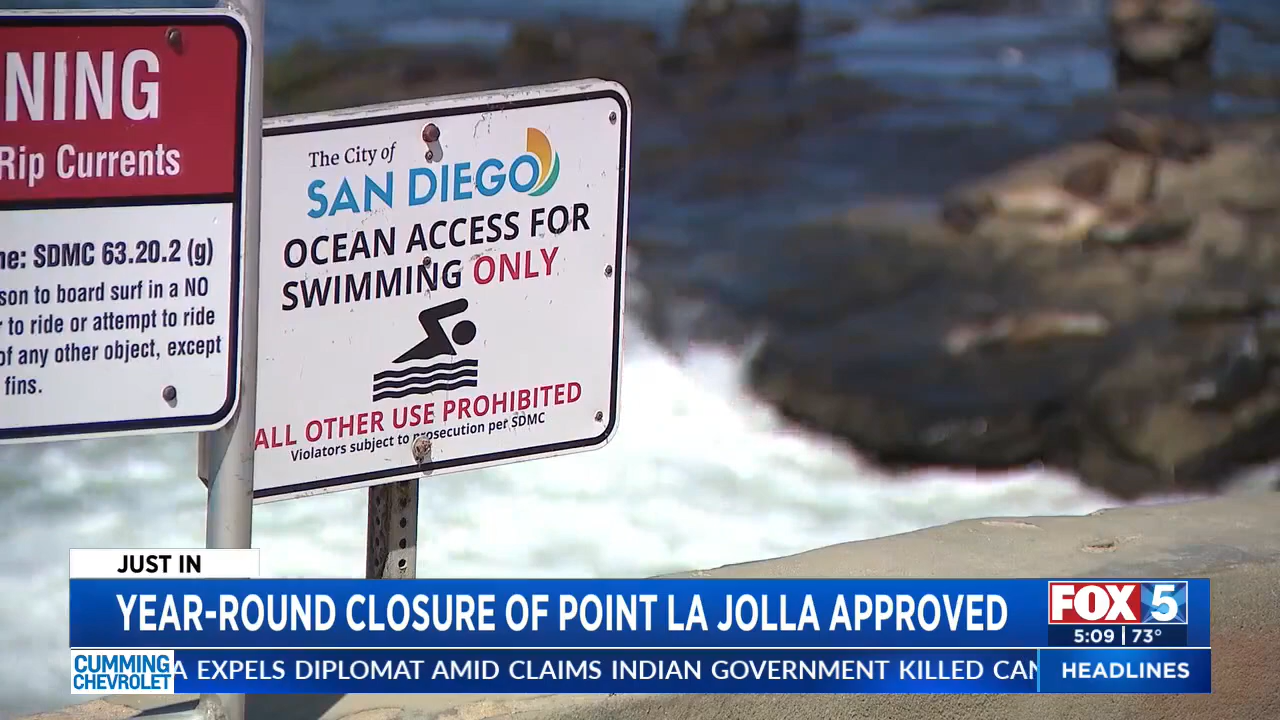 NING
Rip Currents
ne: SDMC 63.20.2 (g)
son to board surf in a NO
r to ride or attempt to ride
of any other object, except
fins.
The City of
SAN DIEGO
OCEAN ACCESS FOR
SWIMMING ONLY
ALL OTHER USE PROHIBITED
Violators subject to prosecution per SDMC
JUST IN
YEAR-ROUND CLOSURE OF POINT LA JOLLA APPROVED
FOX 5
5:09 | 73°
CUMMING
CHEVROLET
A EXPELS DIPLOMAT AMID CLAIMS INDIAN GOVERNMENT KILLED CAN
HEADLINES